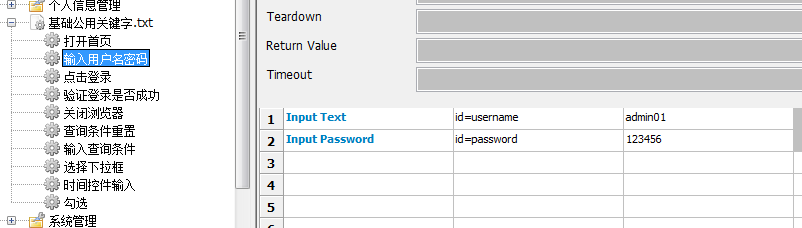 个人信息管理
基础公用关键字.txt
打开首页
输入用户名密码
点击登录
验证登录是否成功
关闭浏览器
查询条件重置
输入查询条件
选择下拉框
时间控件输入
勾选
系统管理
Teardown
Return Value
Timeout
1 Input Text id=username admin01
2 Input Password id=password 123456
3
4
5